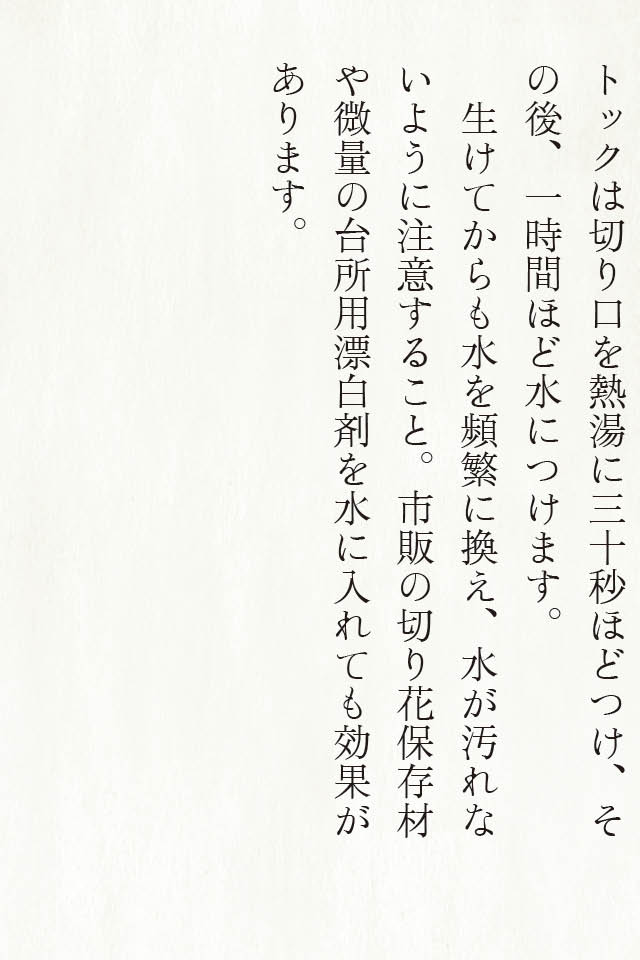 トックは切り口を熱湯に三十秒ほどつけ、そ
の後、一時間ほど水につけます。
　生けてからも水を頻繁に換え、水が汚れな
いように注意すること。市販の切り花保存材
や微量の台所用漂白剤を水に入れても効果が
あります。